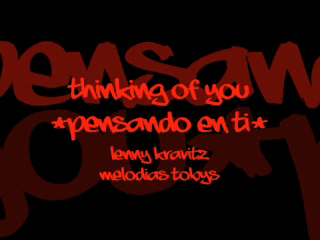 thinking of you
*pensando en ti*
lenny kravitz
melodias tobys